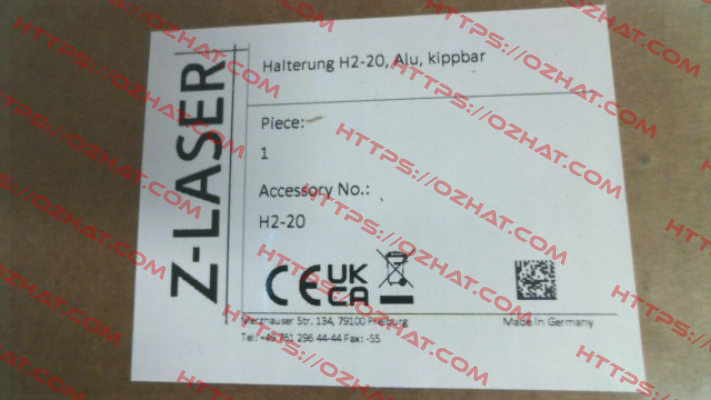 Z-LASER
Halterung H2-20, Alu, kippbar
Piece:
1
Accessory No.:
H2-20
CE UK CA
Merzhauser Str. 134, 79100 Freiburg
Made in Germany
Tel.: +49 761 296 44-44 Fax: -55
HTTPS://OZHAT.COM